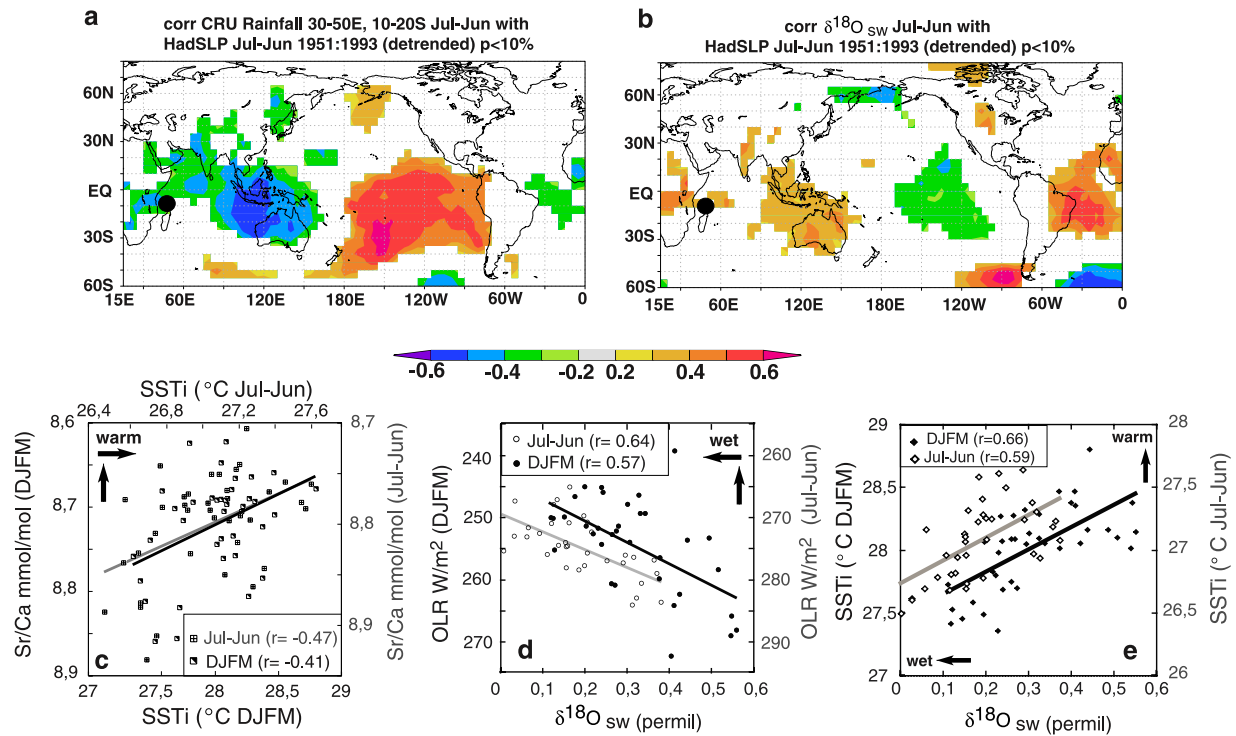 a
corr CRU Rainfall 30-50E, 10-20S Jul-Jun with
HadSLP Jul-Jun 1951:1993 (detrended) p<10%
60N
30N
EQ
30S
60S
15E 60E 120E 180E 120W 60W 0
b
corr δ18O sw Jul-Jun with
HadSLP Jul-Jun 1951:1993 (detrended) p<10%
60N
30N
EQ
30S
60S
15E 60E 120E 180E 120W 60W 0
-0.6 -0.4 -0.2 0.2 0.4 0.6
SSTi (°C Jul-Jun)
26,4 26,8 27,2 27,6
8,6
8,7
8,8
8,9
Sr/Ca mmol/mol (DJFM)
warm
8,7
8,8
8,9
Sr/Ca mmol/mol (Jul-Jun)
Jul-Jun (r= -0.47)
DJFM (r= -0.41)
c
27 27,5 28 28,5 29
SSTi (°C DJFM)
Jul-Jun (r= 0.64)
DJFM (r= 0.57)
wet
250
260
270
OLR W/m2 (DJFM)
260
270
280
290
OLR W/m2 (Jul-Jun)
d
0 0,1 0,2 0,3 0,4 0,5 0,6
δ18O sw (permil)
DJFM (r=0.66)
Jul-Jun (r=0.59)
warm
29
28.5
28
27.5
27
SSTi (°C DJFM
28
27.5
27
26.5
26
SSTi (°C Jul-Jun)
wet
e
0 0,1 0,2 0,3 0,4 0,5 0,6
δ18O sw (permil)